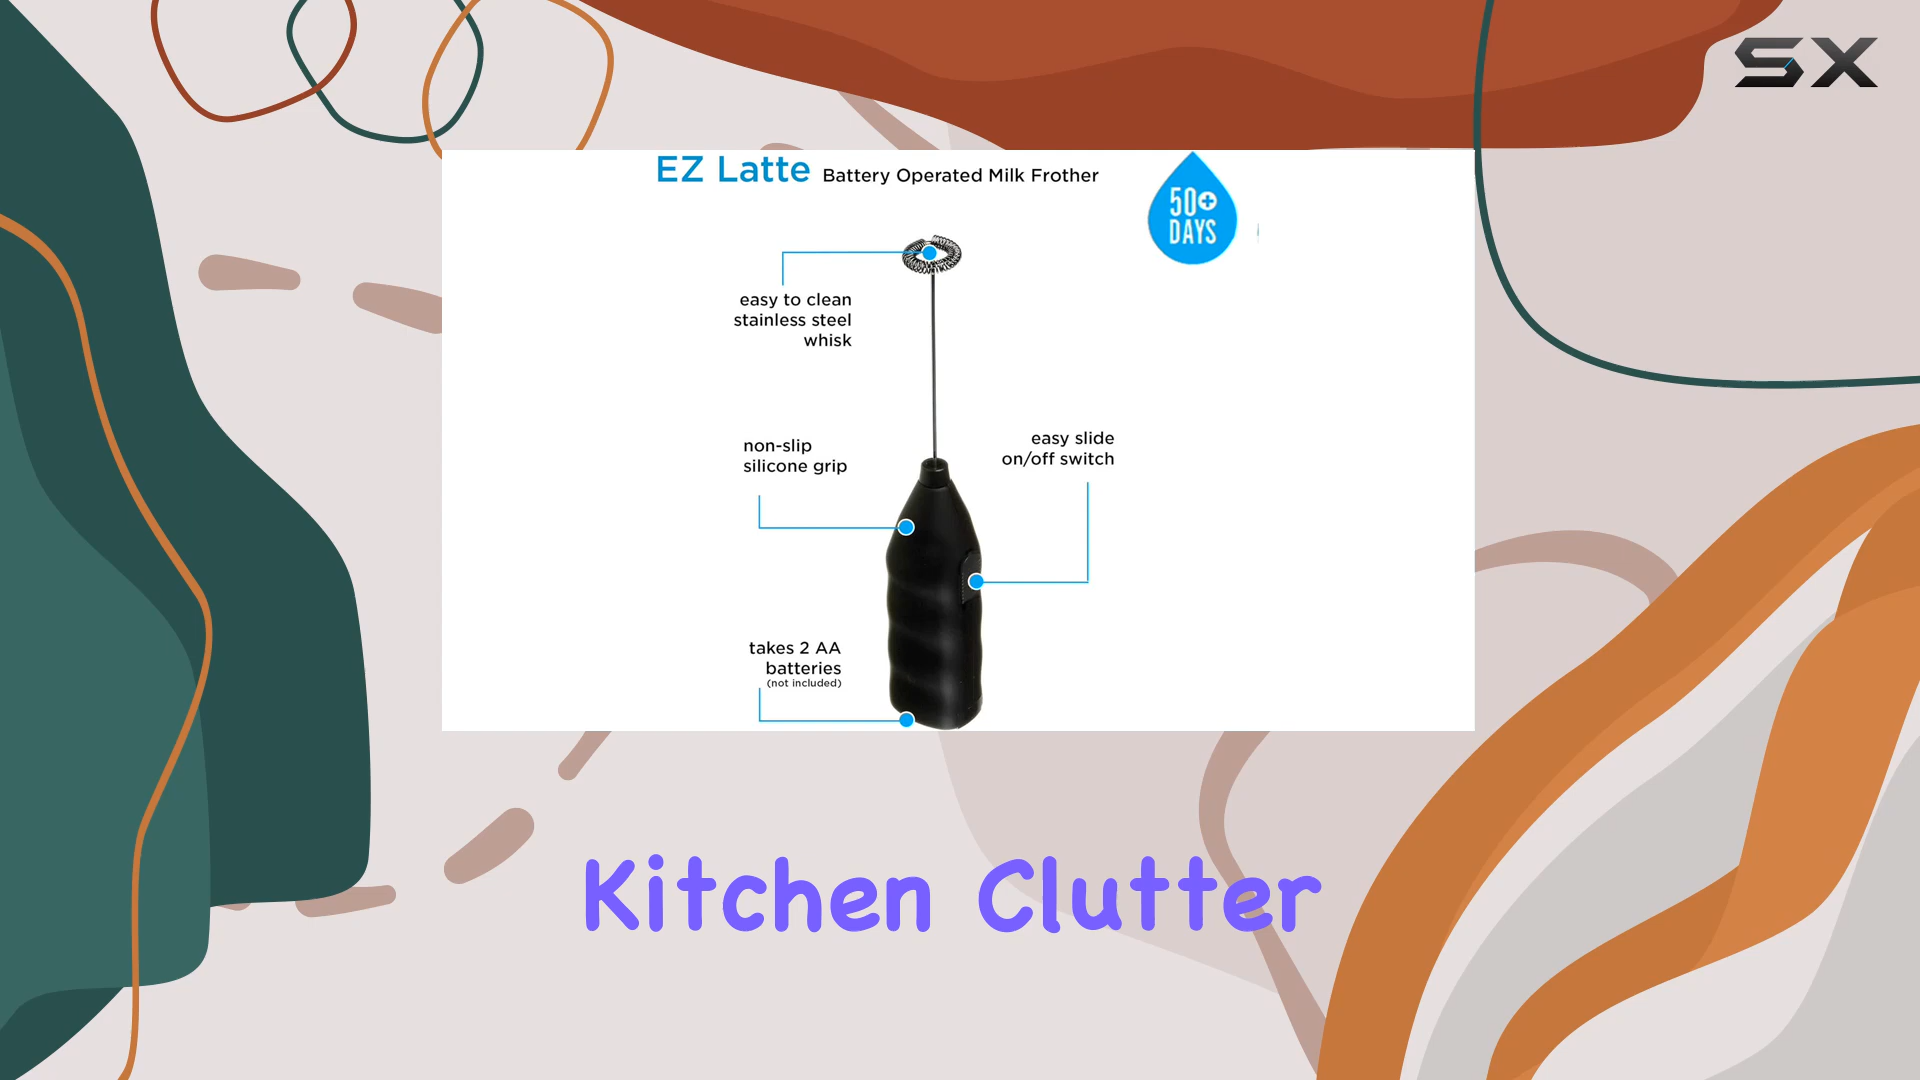 SX
EZ Latte Battery Operated Milk Frother
50+
DAYS
easy to clean
stainless steel
whisk
non-slip
silicone grip
easy slide
on/off switch
takes 2 AA
batteries
(not included)
Kitchen Clutter